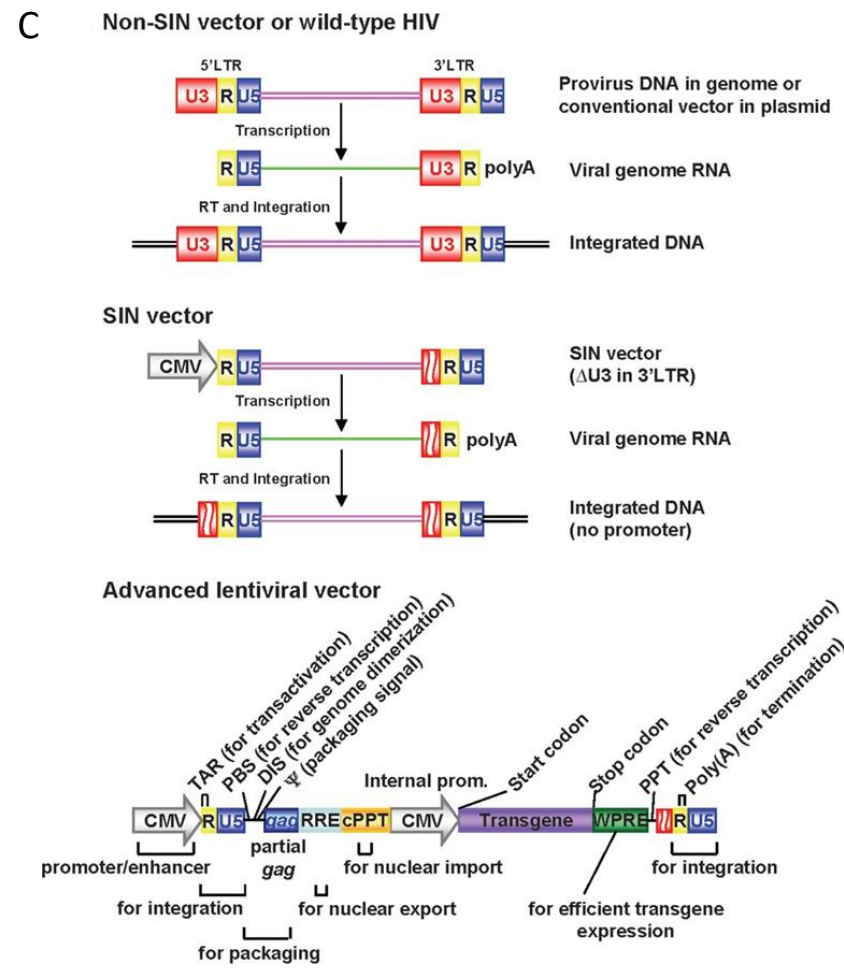 C
Non-SIN vector or wild-type HIV
5'LTR
3'LTR
U3 R U5
U3 R U5
Provirus DNA in genome or
conventional vector in plasmid
Transcription
R U5
U3 R polyA
Viral genome RNA
RT and Integration
U3 R U5
U3 R U5
Integrated DNA
SIN vector
CMV R U5
R U5
SIN vector
(ΔU3 in 3'LTR)
Transcription
R U5
R polyA
Viral genome RNA
RT and Integration
R U5
R U5
Integrated DNA
(no promoter)
Advanced lentiviral vector
TAR (for transactivation)
PBS (for reverse transcription)
DIS (for genome dimerization)
Ψ (packaging signal)
Internal prom.
Start codon
Stop codon
PPT (for reverse transcription)
Poly(A) (for termination)
CMV R U5 gag RRE cPPT CMV Transgene WPRE R U5
promoter/enhancer
partial
gag
for nuclear import
for integration
for integration
for nuclear export
for efficient transgene
expression
for packaging